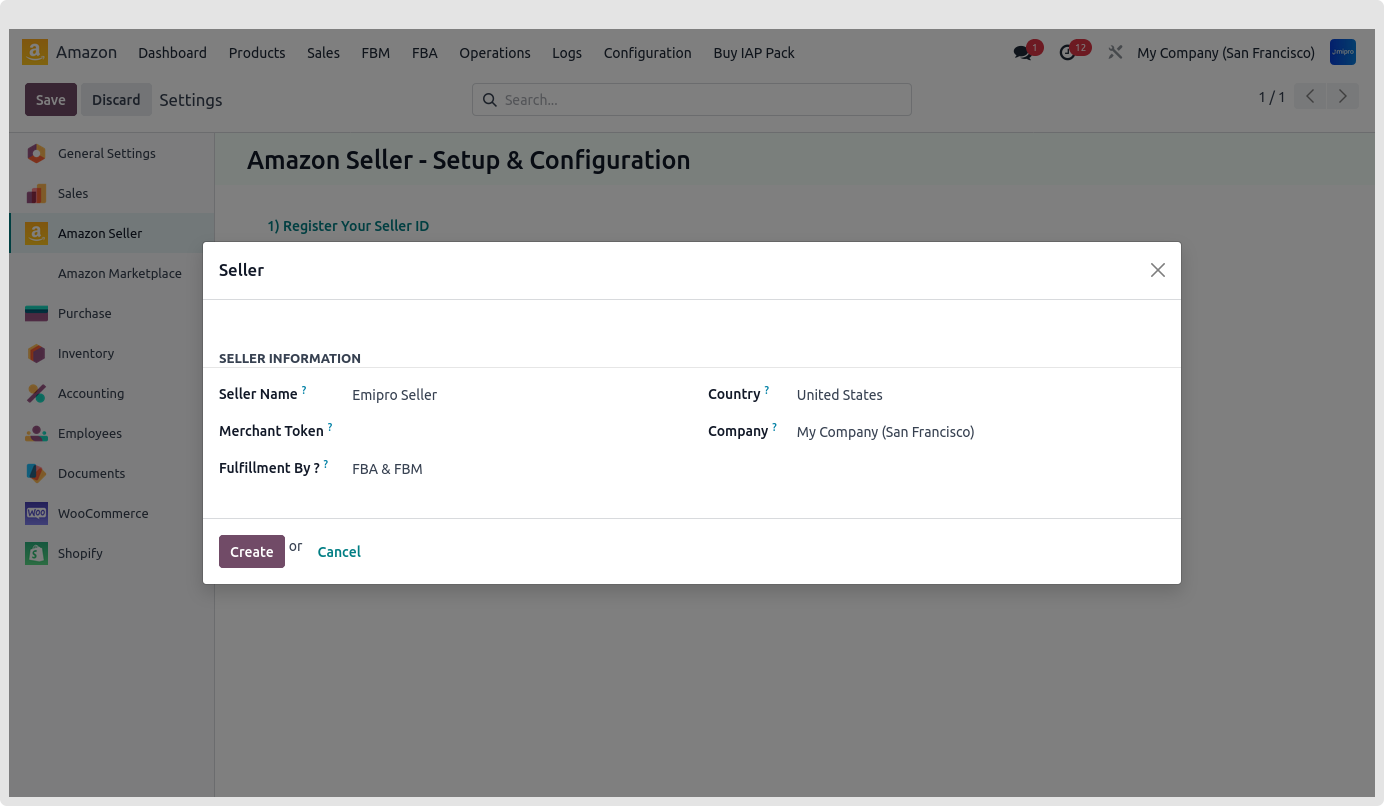 Amazon Dashboard Products Sales FBM FBA Operations Logs Configuration Buy IAP Pack 1 12 My Company (San Francisco) emipro
Save Discard Settings Search... 1 / 1
General Settings
Amazon Seller - Setup & Configuration
Sales
1) Register Your Seller ID
Amazon Seller
Amazon Marketplace
Purchase
Inventory
Accounting
Employees
Documents
WOO WooCommerce
Shopify
Seller
SELLER INFORMATION
Seller Name ? Emipro Seller Country ? United States
Merchant Token ? Company ? My Company (San Francisco)
Fulfillment By ? ? FBA & FBM
Create or Cancel